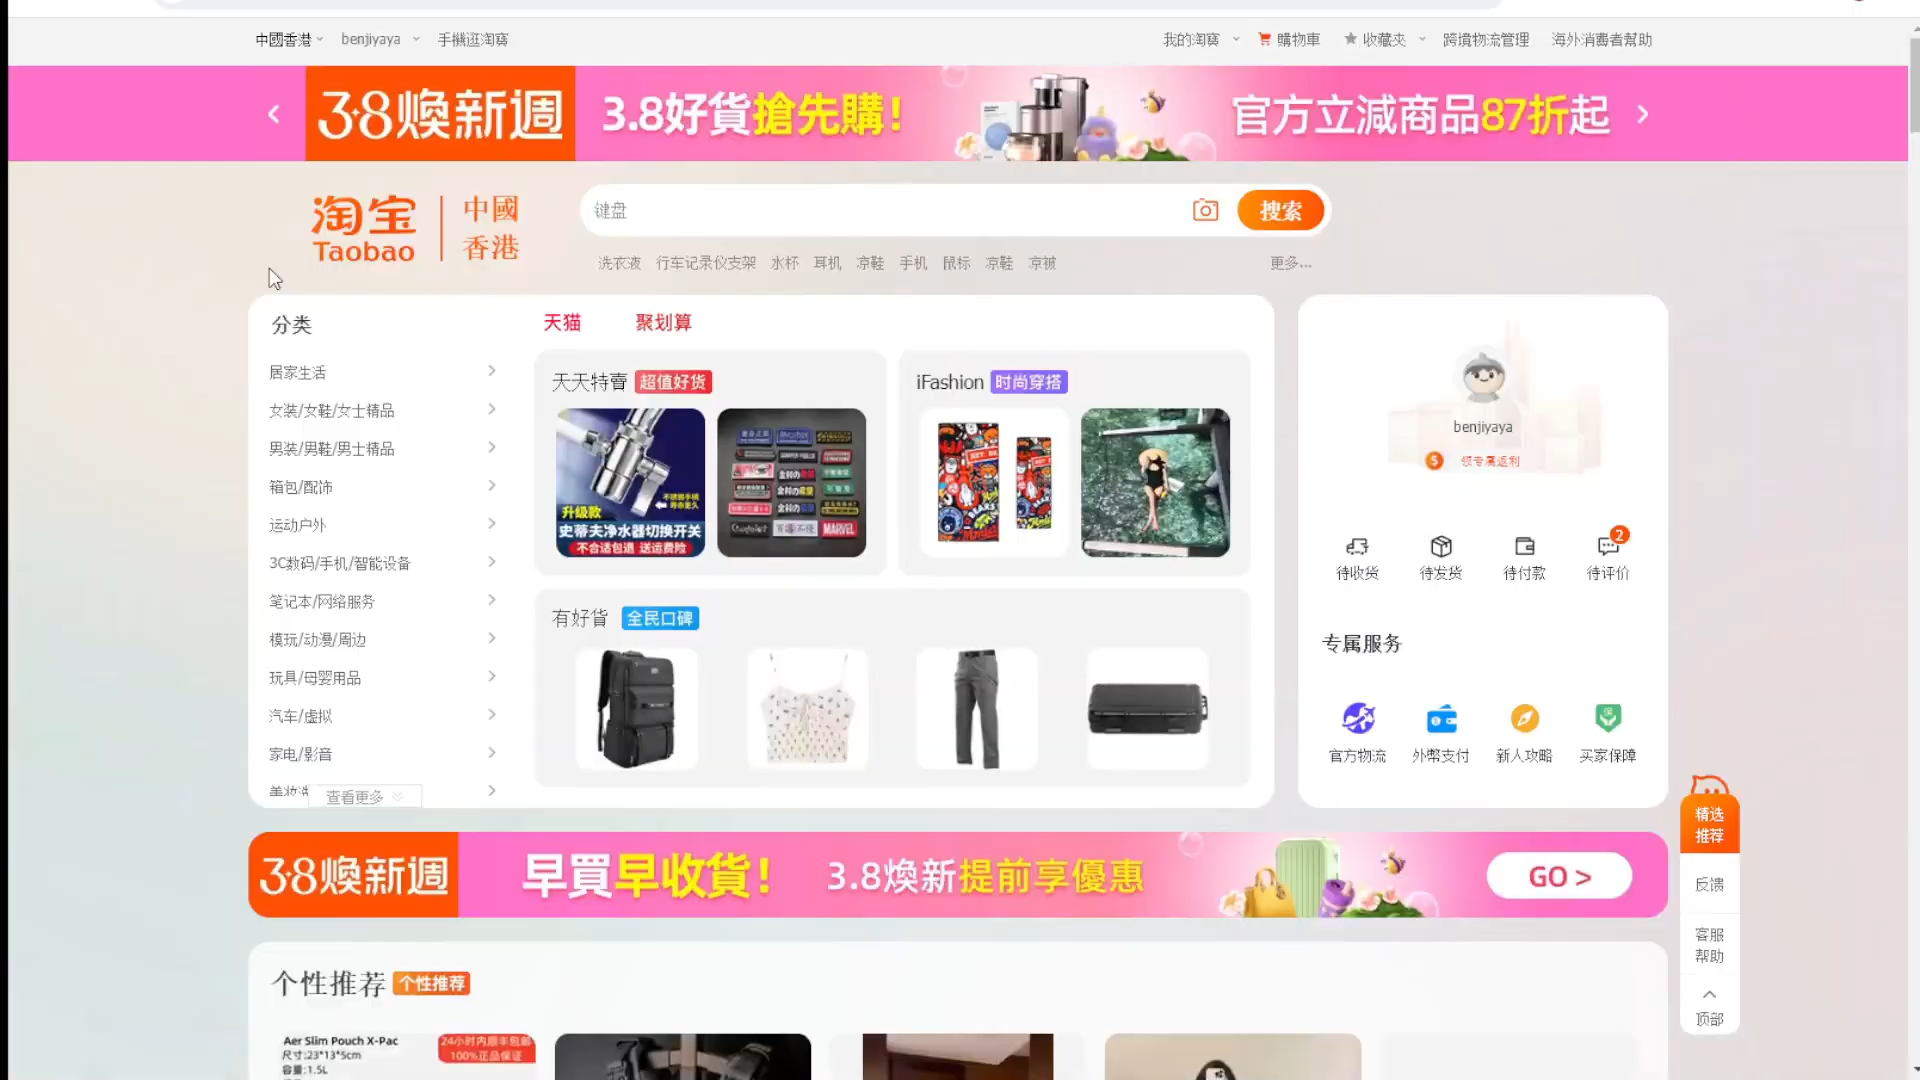 中國香港 benjiyaya 手機逛淘寶 我的淘寶 購物車 收藏夾 跨境物流管理 海外消費者幫助
3·8煥新週 3.8好貨搶先購! 官方立減商品87折起
淘宝 Taobao 中國香港
键盘 搜索
洗衣液 行车记录仪支架 水杯 耳机 凉鞋 手机 鼠标 凉鞋 凉被 更多...
分类
居家生活
女装/女鞋/女士精品
男装/男鞋/男士精品
箱包/配饰
运动户外
3C数码/手机/智能设备
笔记本/网络服务
模玩/动漫/周边
玩具/母婴用品
汽车/虚拟
家电/影音
查看更多
天猫 聚划算
天天特賣 超值好货
升级款
史蒂夫净水器切换开关
不合适包退 送运费险
MARVEL
iFashion 时尚穿搭
有好貨 全民口碑
benjiyaya
领专属返利
待收货 待发货 待付款 待评价 2
专属服务
官方物流 外幣支付 新人攻略 买家保障
3·8煥新週 早買早收貨! 3.8煥新提前享優惠 GO >
精选推荐
反馈
客服帮助
顶部
个性推荐 个性推荐
Aer Slim Pouch X-Pac
尺寸:23*13*5cm
容量:1.5L
24小时内顺丰包邮
100%正品保证